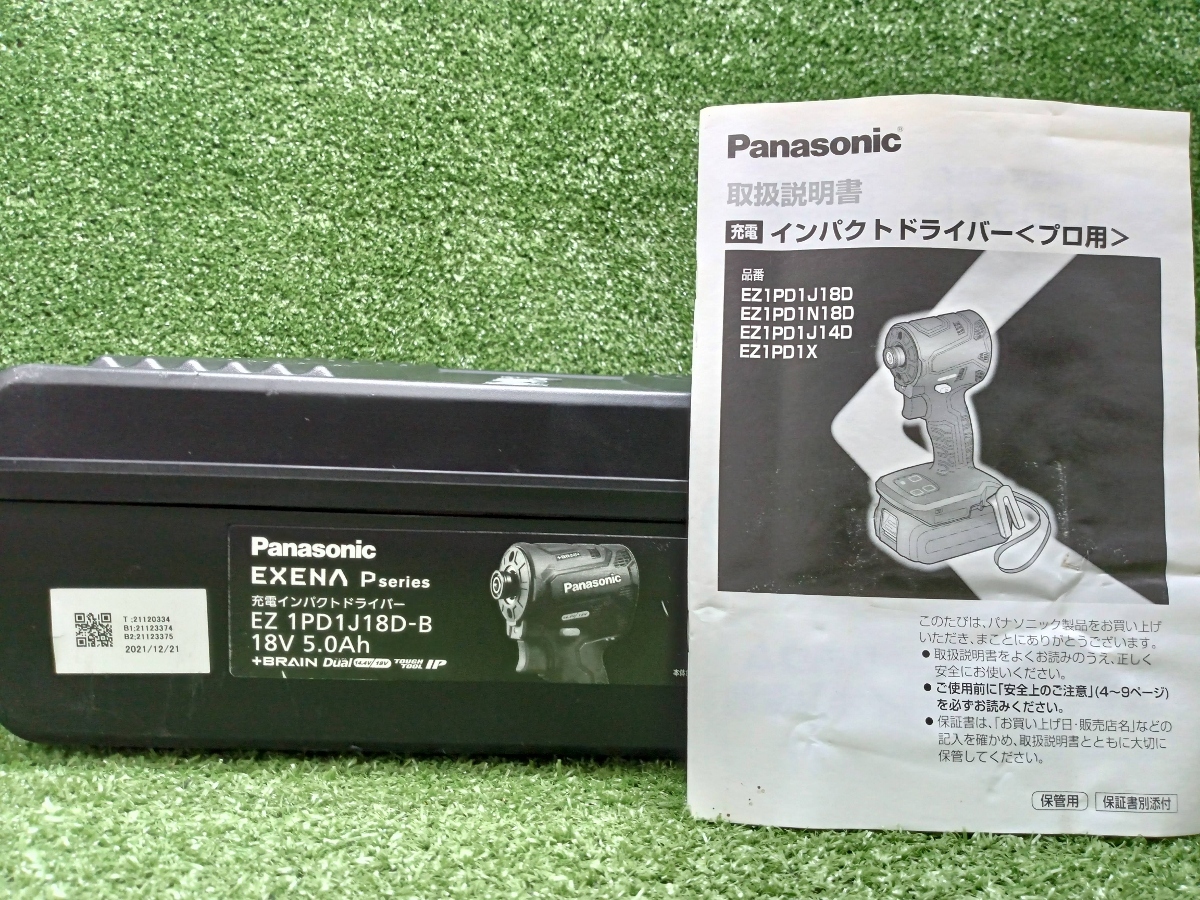 Panasonic
EXENA P series
充電インパクトドライバー
EZ 1PD1J18D-B
18V 5.0Ah
+BRAIN Dual 14.4V/18V TOUGH TOOL IP
T :21120334
B1:21123374
B2:21123375
2021/12/21
+BRAIN+
Panasonic
Panasonic
取扱説明書
充電 インパクトドライバー<プロ用>
品番
EZ1PD1J18D
EZ1PD1N18D
EZ1PD1J14D
EZ1PD1X
このたびは、パナソニック製品をお買い上げ
いただき、まことにありがとうございます。
● 取扱説明書をよくお読みのうえ、正しく
安全にお使いください。
● ご使用前に「安全上のご注意」(4〜9ページ)
を必ずお読みください。
● 保証書は、「お買い上げ日・販売店名」などの
記入を確かめ、取扱説明書とともに大切に
保管してください。
保管用 保証書別添付